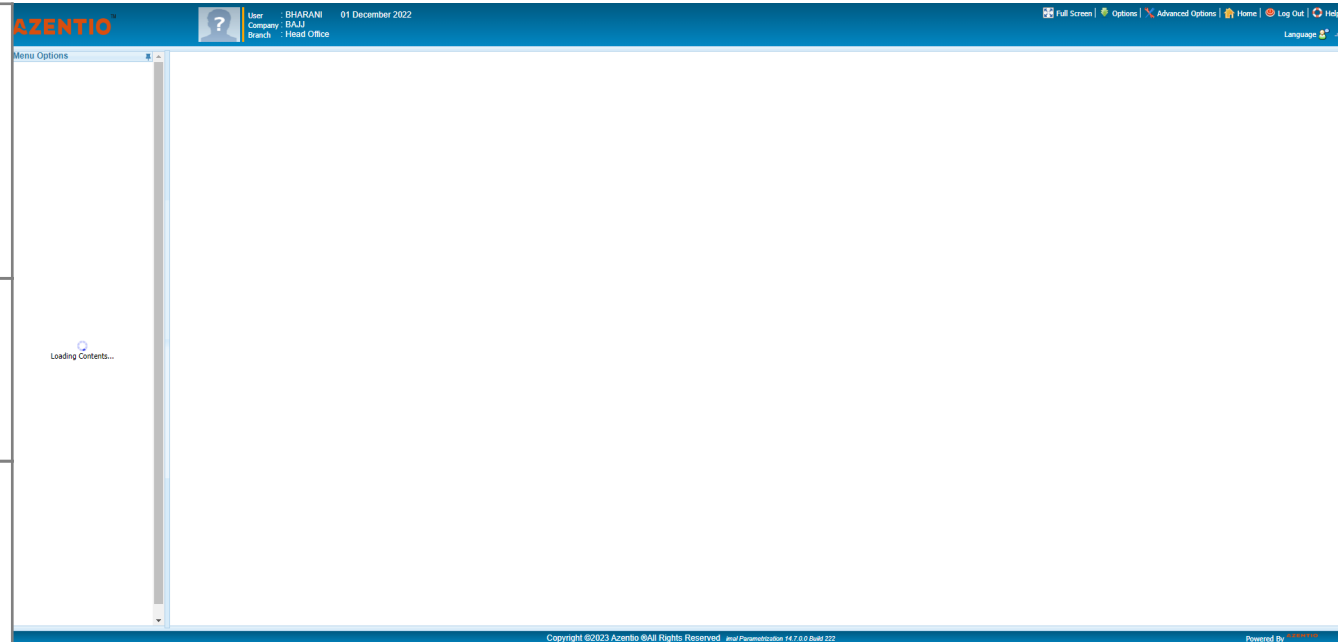 AZENTIO
User : BHARANI 01 December 2022
Company : BAJJ
Branch : Head Office
Full Screen | Options | Advanced Options | Home | Log Out | Help
Language
Menu Options
?
Loading Contents...
Copyright ©2023 Azentio ®All Rights Reserved Imal Parametrization 14.7.0.0 Build 222
Powered By AZENTIO